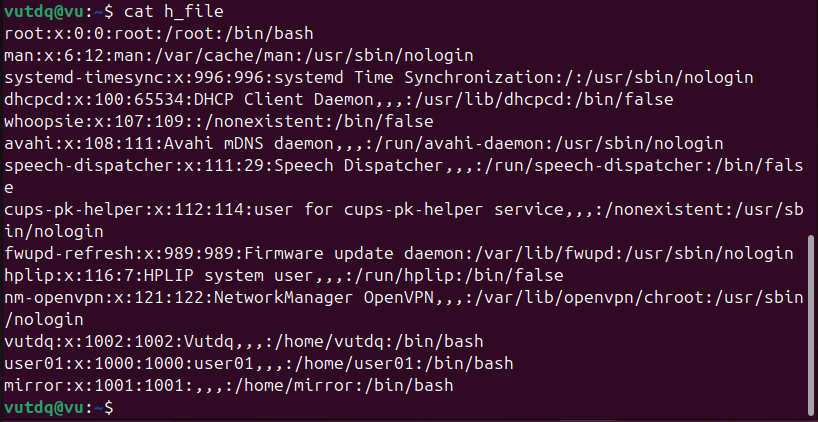 vutdq@vu:~$ cat h_file
root:x:0:0:root:/root:/bin/bash
man:x:6:12:man:/var/cache/man:/usr/sbin/nologin
systemd-timesync:x:996:996:systemd Time Synchronization:/:/usr/sbin/nologin
dhcpcd:x:100:65534:DHCP Client Daemon,,,:/usr/lib/dhcpcd:/bin/false
whoopsie:x:107:109::/nonexistent:/bin/false
avahi:x:108:111:Avahi mDNS daemon,,,:/run/avahi-daemon:/usr/sbin/nologin
speech-dispatcher:x:111:29:Speech Dispatcher,,,:/run/speech-dispatcher:/bin/fals
e
cups-pk-helper:x:112:114:user for cups-pk-helper service,,,:/nonexistent:/usr/sb
in/nologin
fwupd-refresh:x:989:989:Firmware update daemon:/var/lib/fwupd:/usr/sbin/nologin
hplip:x:116:7:HPLIP system user,,,:/run/hplip:/bin/false
nm-openvpn:x:121:122:NetworkManager OpenVPN,,,:/var/lib/openvpn/chroot:/usr/sbin
/nologin
vutdq:x:1002:1002:Vutdq,,,:/home/vutdq:/bin/bash
user01:x:1000:1000:user01,,,:/home/user01:/bin/bash
mirror:x:1001:1001:,,,:/home/mirror:/bin/bash
vutdq@vu:~$